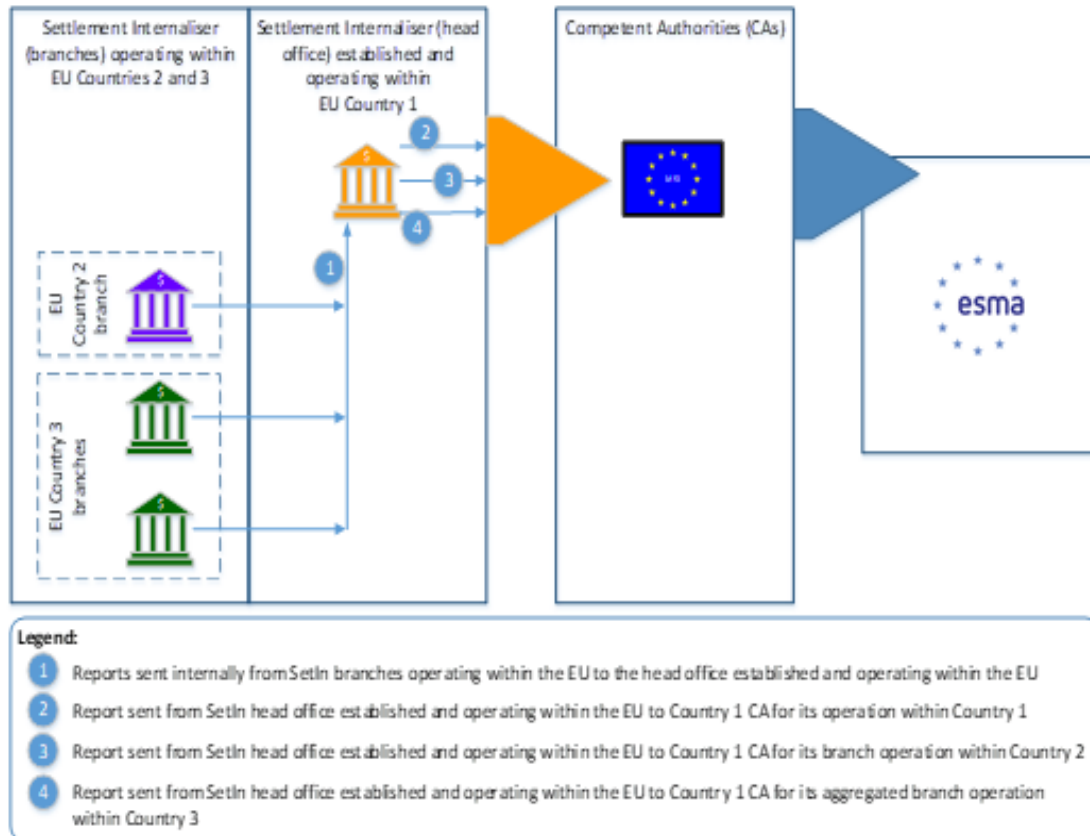 Settlement Internaliser
(branches) operating within
EU Countries 2 and 3
Settlement Internaliser (head
office) established and
operating within
EU Country 1
Competent Authorities (CAs)
2
3
4
1
EU
Country 2
branch
EU Country 3
branches
esma
Legend:
1 Reports sent internally from SetIn branches operating within the EU to the head office established and operating within the EU
2 Report sent from SetIn head office established and operating within the EU to Country 1 CA for its operation within Country 1
3 Report sent from SetIn head office established and operating within the EU to Country 1 CA for its branch operation within Country 2
4 Report sent from SetIn head office established and operating within the EU to Country 1 CA for its aggregated branch operation
within Country 3